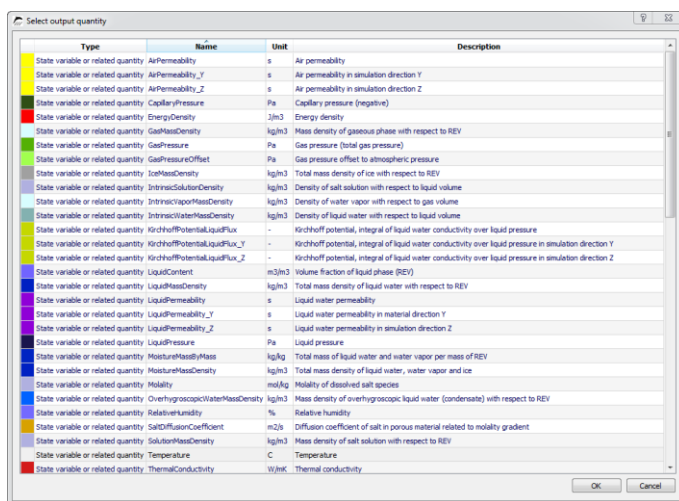 Select output quantity
Type Name Unit Description
State variable or related quantity AirPermeability s Air permeability
State variable or related quantity AirPermeability_Y s Air permeability in simulation direction Y
State variable or related quantity AirPermeability_Z s Air permeability in simulation direction Z
State variable or related quantity CapillaryPressure Pa Capillary pressure (negative)
State variable or related quantity EnergyDensity J/m3 Energy density
State variable or related quantity GasMassDensity kg/m3 Mass density of gaseous phase with respect to REV
State variable or related quantity GasPressure Pa Gas pressure (total gas pressure)
State variable or related quantity GasPressureOffset Pa Gas pressure offset to atmospheric pressure
State variable or related quantity IceMassDensity kg/m3 Total mass density of ice with respect to REV
State variable or related quantity IntrinsicSolutionDensity kg/m3 Density of salt solution with respect to liquid volume
State variable or related quantity IntrinsicVaporMassDensity kg/m3 Density of water vapor with respect to gas volume
State variable or related quantity IntrinsicWaterMassDensity kg/m3 Density of liquid water with respect to liquid volume
State variable or related quantity KirchhoffPotentialLiquidFlux - Kirchhoff potential, integral of liquid water conductivity over liquid pressure
State variable or related quantity KirchhoffPotentialLiquidFlux_Y - Kirchhoff potential, integral of liquid water conductivity over liquid pressure in simulation direction Y
State variable or related quantity KirchhoffPotentialLiquidFlux_Z - Kirchhoff potential, integral of liquid water conductivity over liquid pressure in simulation direction Z
State variable or related quantity LiquidContent m3/m3 Volume fraction of liquid phase (REV)
State variable or related quantity LiquidMassDensity kg/m3 Total mass density of liquid water with respect to REV
State variable or related quantity LiquidPermeability s Liquid water permeability
State variable or related quantity LiquidPermeability_Y s Liquid water permeability in material direction Y
State variable or related quantity LiquidPermeability_Z s Liquid water permeability in simulation direction Z
State variable or related quantity LiquidPressure Pa Liquid pressure
State variable or related quantity MoistureMassByMass kg/kg Total mass of liquid water and water vapor per mass of REV
State variable or related quantity MoistureMassDensity kg/m3 Total mass density of liquid water, water vapor and ice
State variable or related quantity Molality mol/kg Molality of dissolved salt species
State variable or related quantity OverhygroscopicWaterMassDensity kg/m3 Mass density of overhygroscopic liquid water (condensate) with respect to REV
State variable or related quantity RelativeHumidity % Relative humidity
State variable or related quantity SaltDiffusionCoefficient m2/s Diffusion coefficient of salt in porous material related to molality gradient
State variable or related quantity SolutionMassDensity kg/m3 Mass density of salt solution with respect to REV
State variable or related quantity Temperature C Temperature
State variable or related quantity ThermalConductivity W/mK Thermal conductivity
OK Cancel